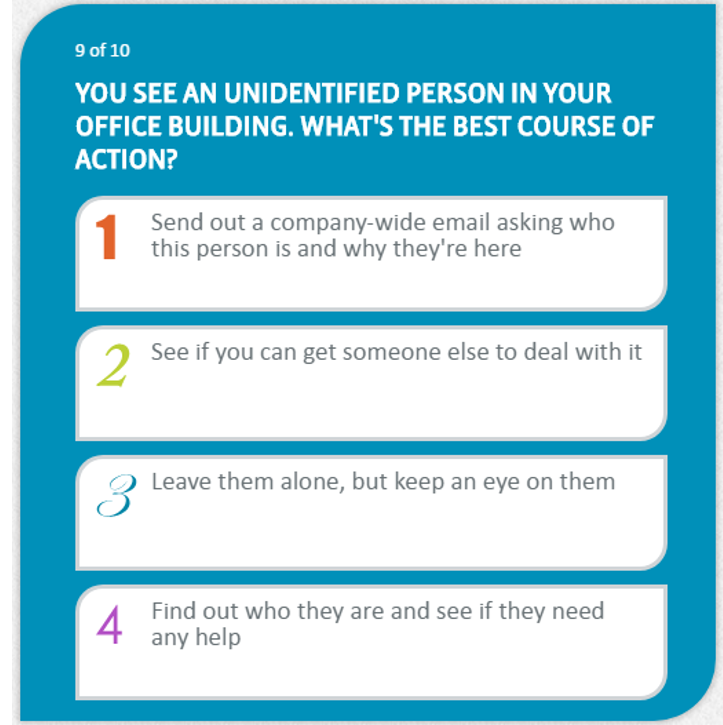 9 of 10
YOU SEE AN UNIDENTIFIED PERSON IN YOUR
OFFICE BUILDING. WHAT'S THE BEST COURSE OF
ACTION?
1 Send out a company-wide email asking who
this person is and why they're here
2 See if you can get someone else to deal with it
3 Leave them alone, but keep an eye on them
4 Find out who they are and see if they need
any help